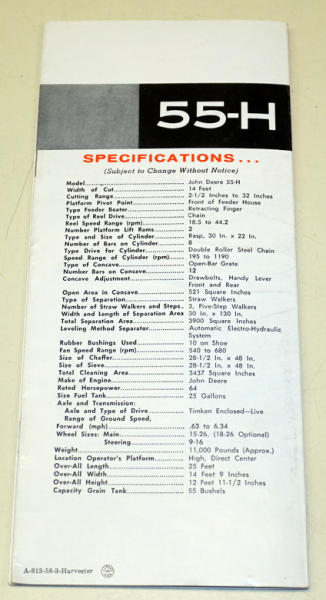 55-H
SPECIFICATIONS...
(Subject to Change Without Notice)
Model John Deere 55-H
Width of Cut 14 Feet
Cutting Range 2-1/2 Inches to 32 Inches
Platform Pivot Point Front of Feeder House
Type Feeder Beater Retracting Finger
Type of Reel Drive Chain
Reel Speed Range (rpm) 18.5 to 44.2
Number Platform Lift Rams 2
Type and Size of Cylinder Rasp, 30 In. x 22 In.
Number of Bars on Cylinder 8
Type Drive for Cylinder Double Roller Steel Chain
Speed Range of Cylinder (rpm) 195 to 1190
Type of Concave Open-Bar Grate
Number Bars on Concave 12
Concave Adjustment Drawbolts, Handy Lever
Front and Rear
Open Area in Concave 521 Square Inches
Type of Separation Straw Walkers
Number of Straw Walkers and Steps 3, Five-Step Walkers
Width and Length of Separation Area 30 In. x 130 In.
Total Separation Area 3900 Square Inches
Leveling Method Separator Automatic Electro-Hydraulic
System
Rubber Bushings Used 10 on Shoe
Fan Speed Range (rpm) 540 to 680
Size of Chaffer 28-1/2 In. x 48 In.
Size of Sieve 28-1/2 In. x 48 In.
Total Cleaning Area 3437 Square Inches
Make of Engine John Deere
Rated Horsepower 64
Size Fuel Tank 25 Gallons
Axle and Transmission:
Axle and Type of Drive Timken Enclosed—Live
Range of Ground Speed,
Forward (mph) .63 to 6.34
Wheel Sizes: Main 15-26, (18-26 Optional)
Steering 9-16
Weight 11,000 Pounds (Approx.)
Location Operator's Platform High, Direct Center
Over-All Length 25 Feet
Over-All Width 14 Feet 9 Inches
Over-All Height 12 Feet 11-1/2 Inches
Capacity Grain Tank 55 Bushels
A-913-58-3-Harvester